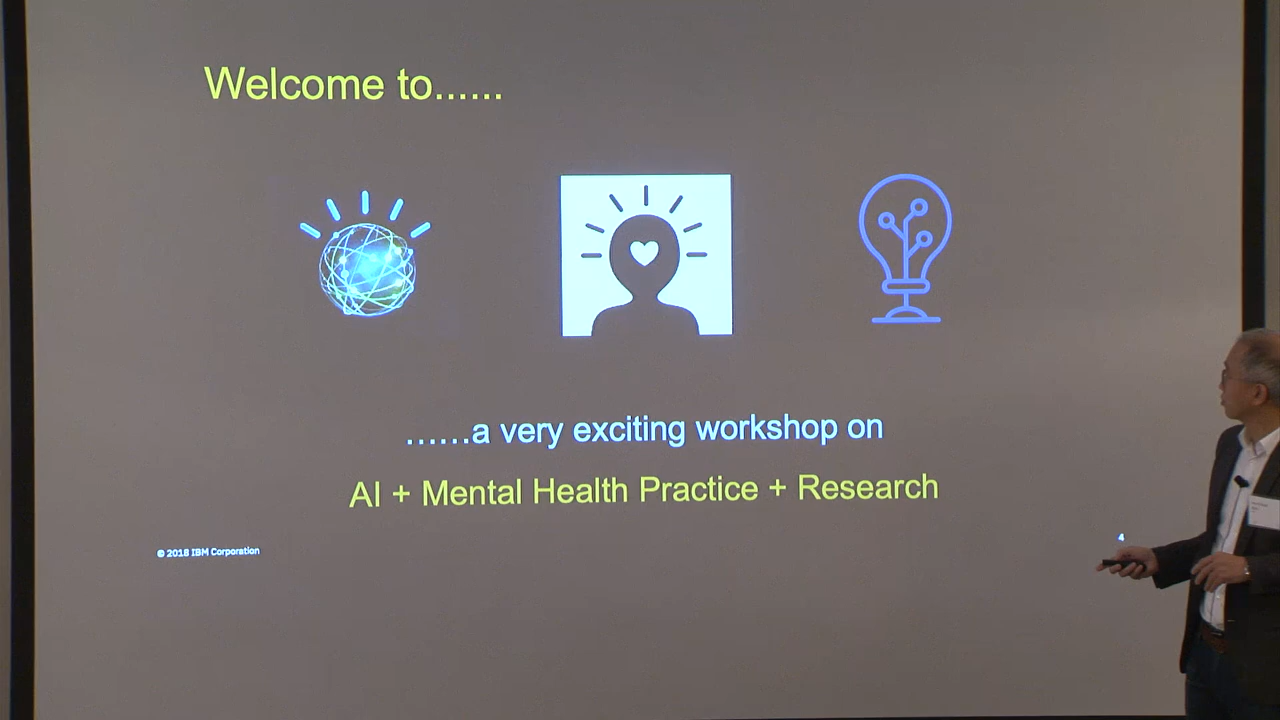 Welcome to......
......a very exciting workshop on
AI + Mental Health Practice + Research
© 2018 IBM Corporation
4